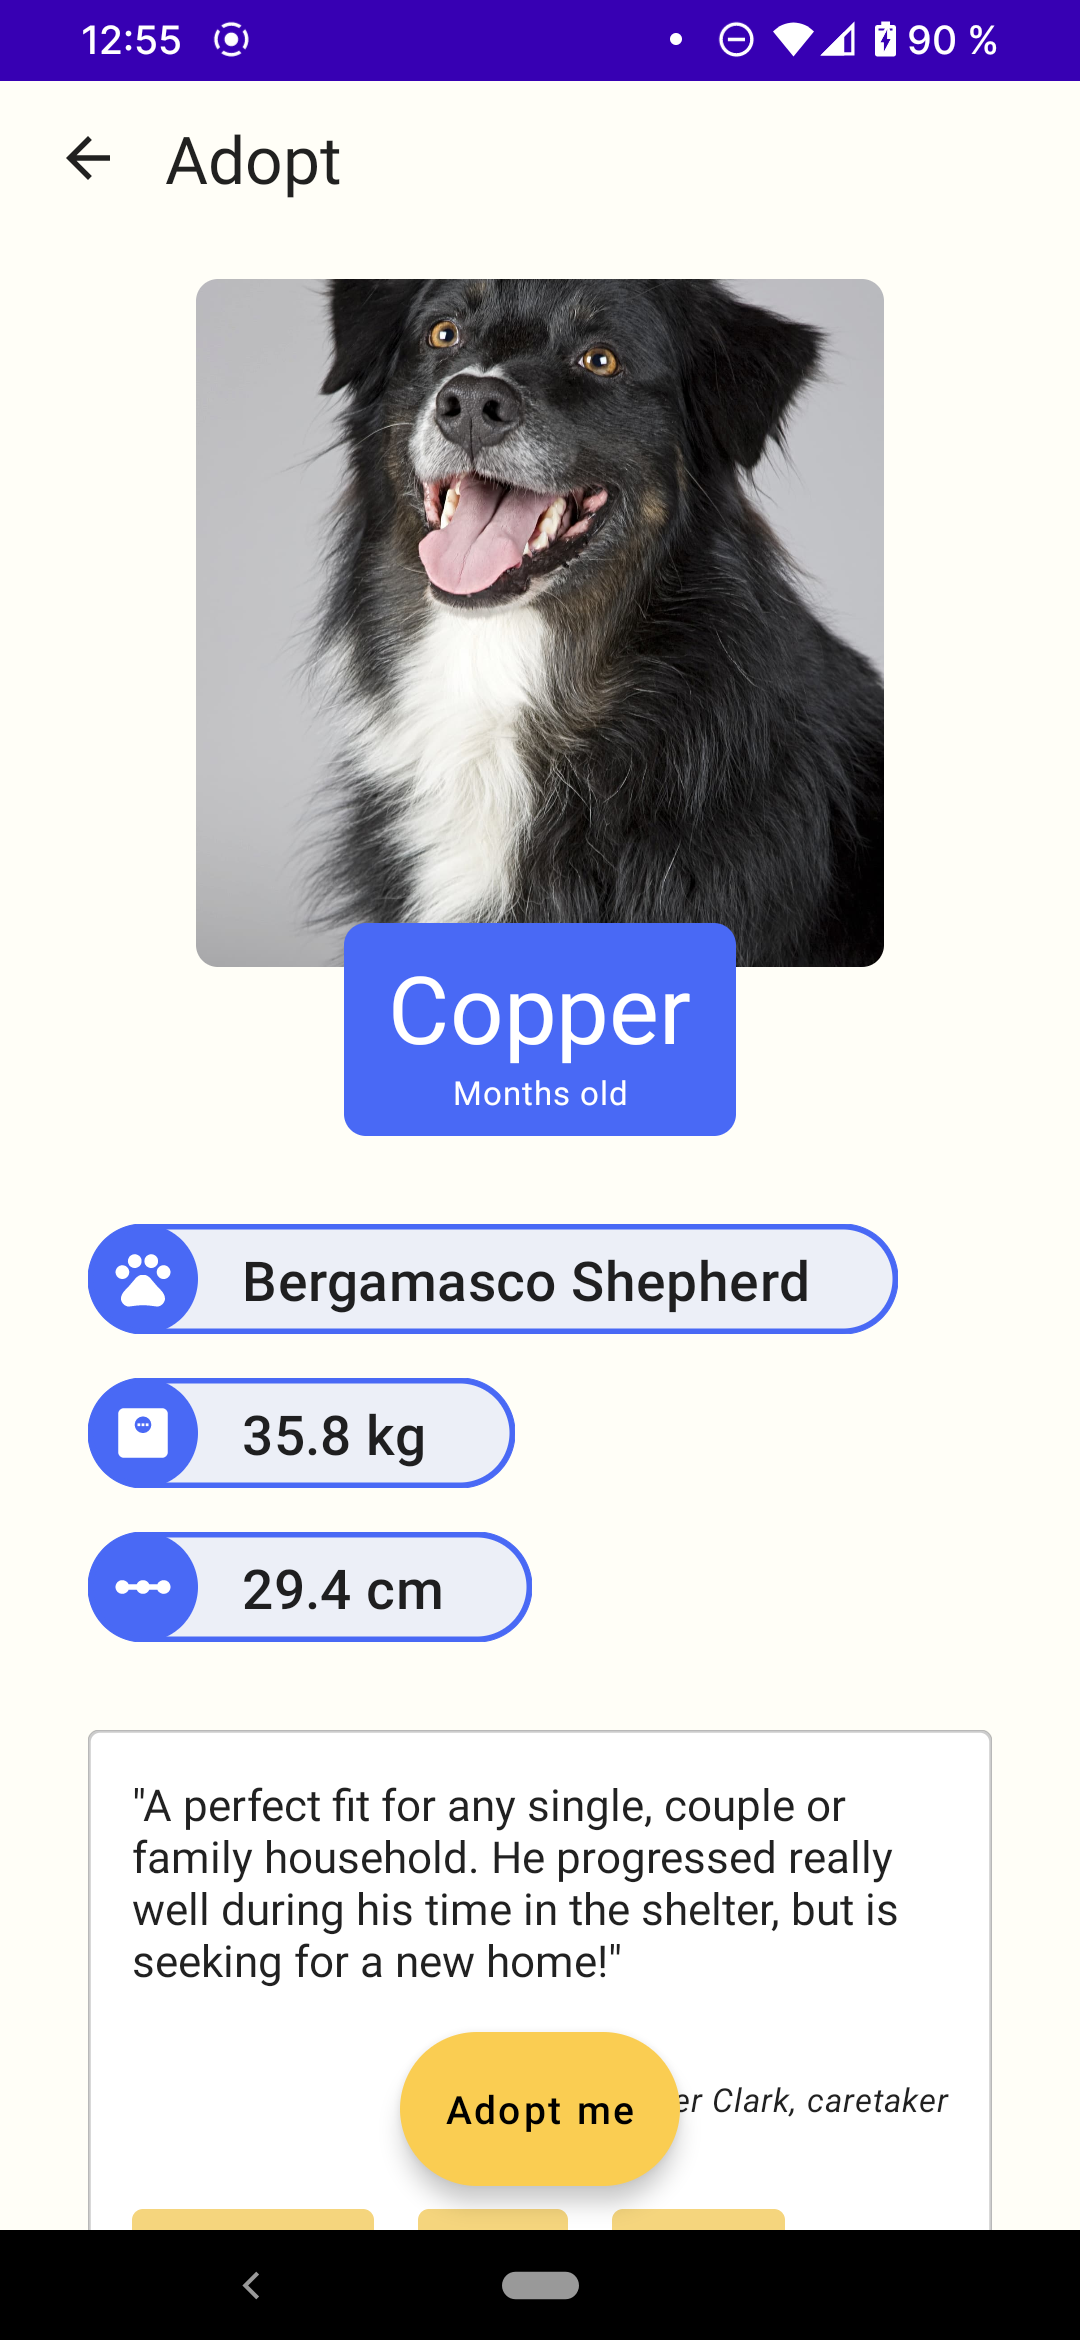 12:55
90 %
Adopt
Copper
Months old
Bergamasco Shepherd
35.8 kg
29.4 cm
"A perfect fit for any single, couple or
family household. He progressed really
well during his time in the shelter, but is
seeking for a new home!"
Clark, caretaker
Adopt me